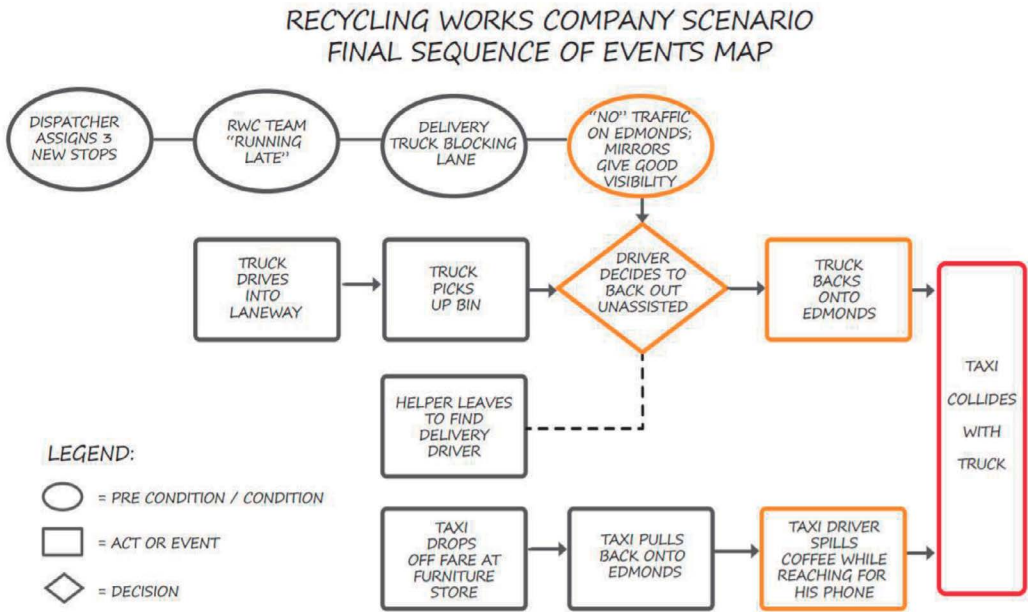 RECYCLING WORKS COMPANY SCENARIO
FINAL SEQUENCE OF EVENTS MAP
DISPATCHER
ASSIGNS 3
NEW STOPS
RWC TEAM
"RUNNING
LATE"
DELIVERY
TRUCK BLOCKING
LANE
"NO" TRAFFIC
ON EDMONDS;
MIRRORS
GIVE GOOD
VISIBILITY
TRUCK
DRIVES
INTO
LANEWAY
TRUCK
PICKS
UP BIN
DRIVER
DECIDES TO
BACK OUT
UNASSISTED
TRUCK
BACKS
ONTO
EDMONDS
TAXI
COLLIDES
WITH
TRUCK
HELPER LEAVES
TO FIND
DELIVERY
DRIVER
LEGEND:
= PRE CONDITION / CONDITION
= ACT OR EVENT
= DECISION
TAXI
DROPS
OFF FARE AT
FURNITURE
STORE
TAXI PULLS
BACK ONTO
EDMONDS
TAXI DRIVER
SPILLS
COFFEE WHILE
REACHING FOR
HIS PHONE